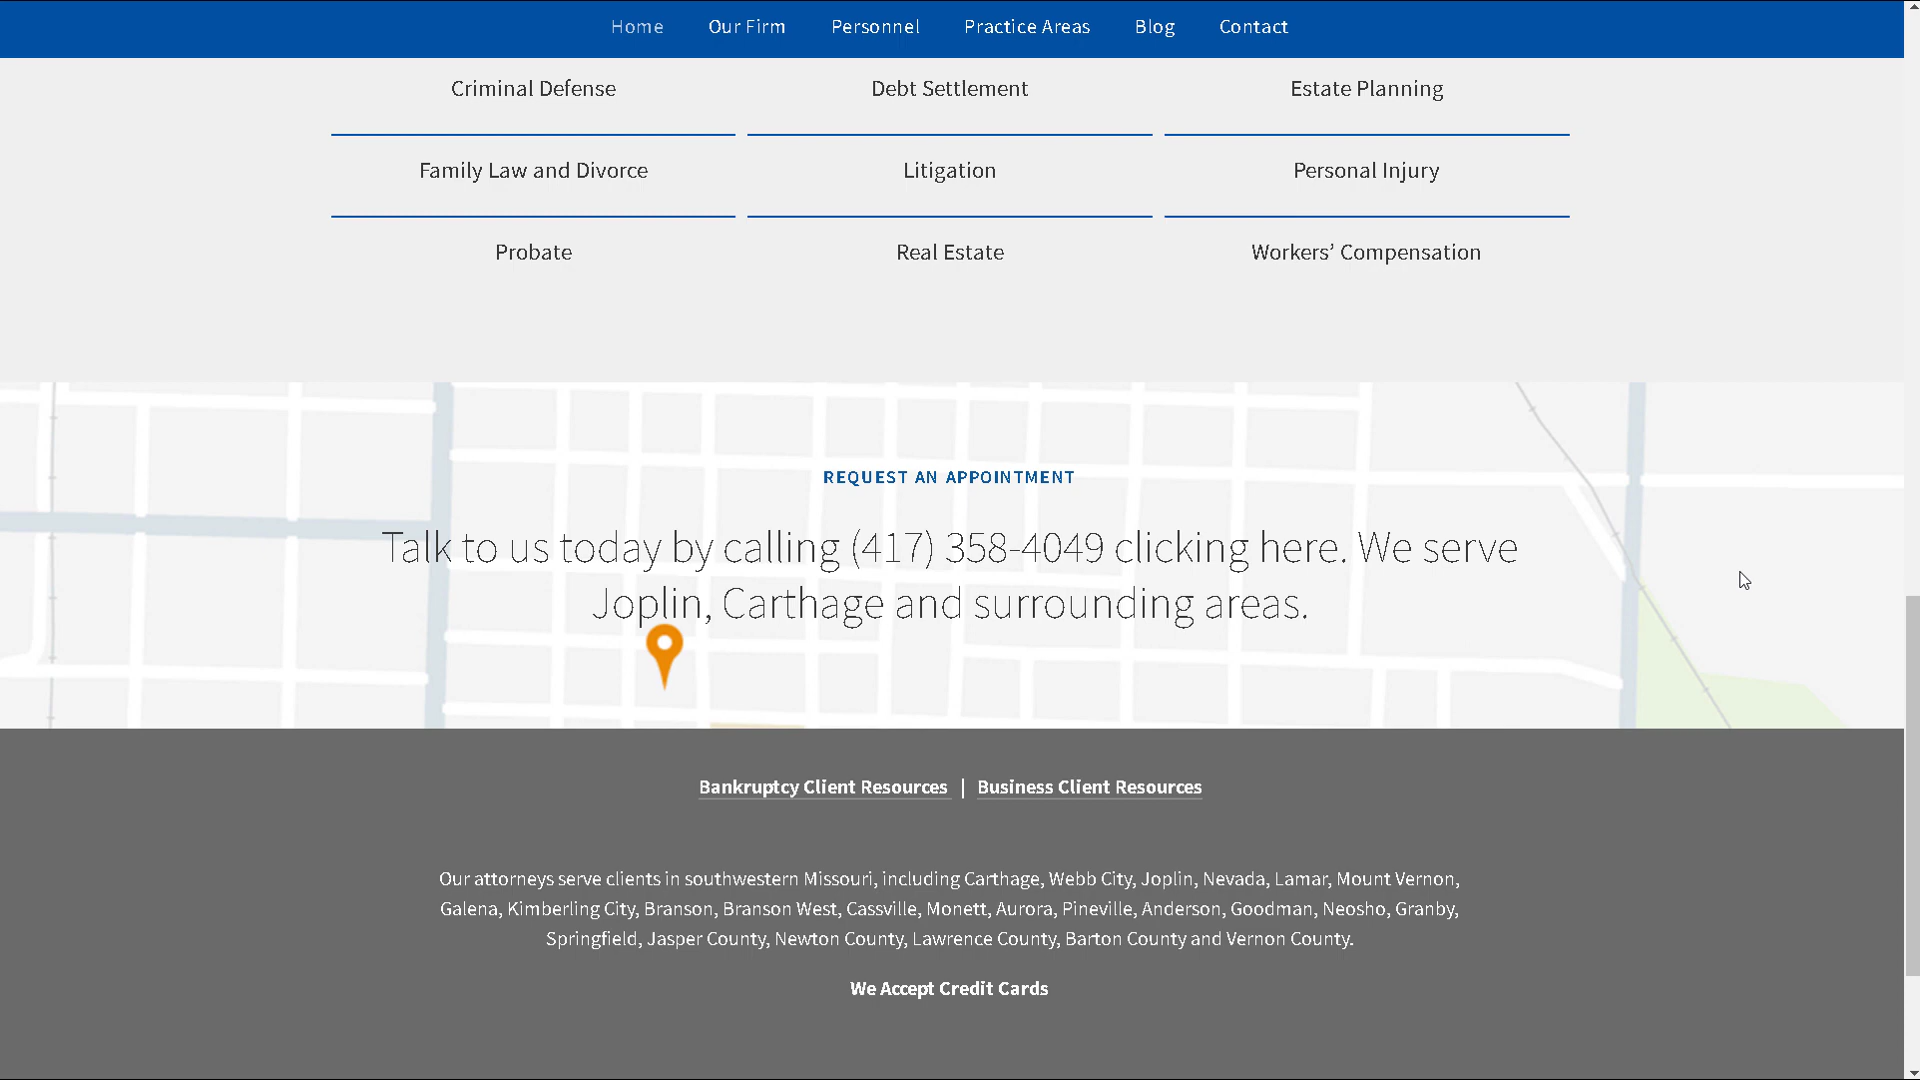 Home Our Firm Personnel Practice Areas Blog Contact
Criminal Defense Debt Settlement Estate Planning
Family Law and Divorce Litigation Personal Injury
Probate Real Estate Workers’ Compensation
REQUEST AN APPOINTMENT
Talk to us today by calling (417) 358-4049 clicking here. We serve
Joplin, Carthage and surrounding areas.
Bankruptcy Client Resources | Business Client Resources
Our attorneys serve clients in southwestern Missouri, including Carthage, Webb City, Joplin, Nevada, Lamar, Mount Vernon,
Galena, Kimberling City, Branson, Branson West, Cassville, Monett, Aurora, Pineville, Anderson, Goodman, Neosho, Granby,
Springfield, Jasper County, Newton County, Lawrence County, Barton County and Vernon County.
We Accept Credit Cards